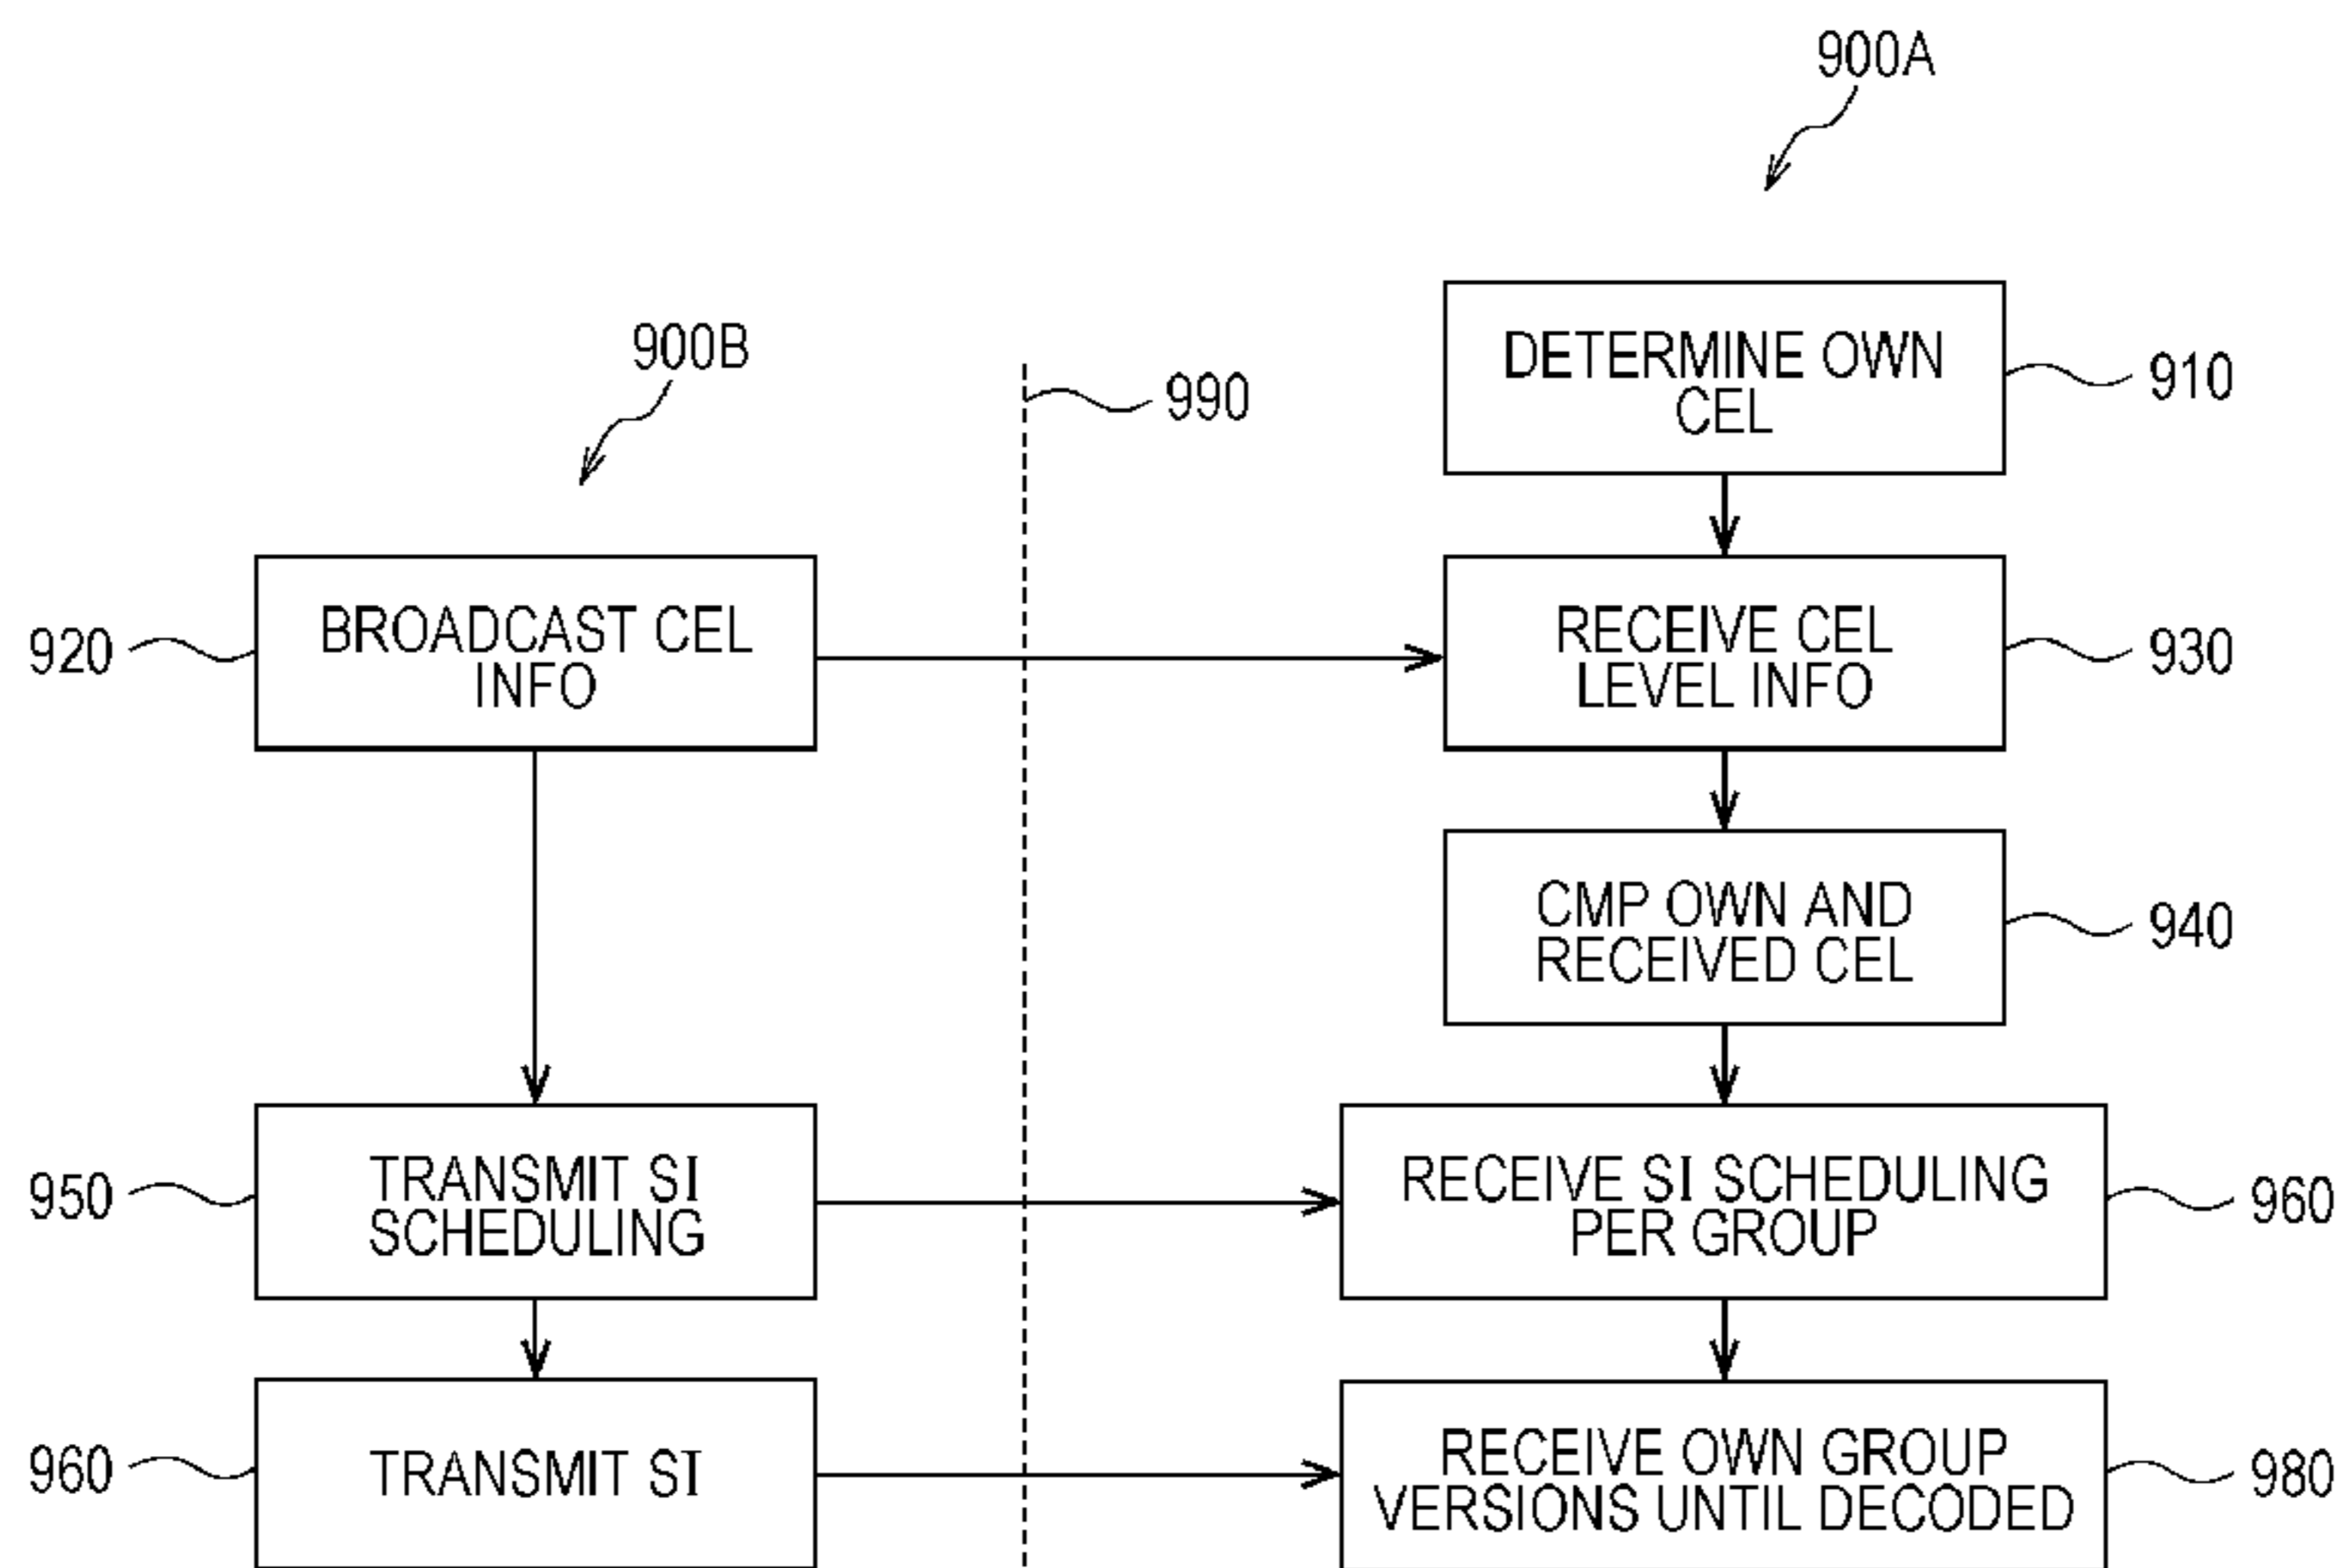 900A
900B
990
DETERMINE OWN
CEL
910
920
BROADCAST CEL
INFO
RECEIVE CEL
LEVEL INFO
930
CMP OWN AND
RECEIVED CEL
940
950
TRANSMIT SI
SCHEDULING
RECEIVE SI SCHEDULING
PER GROUP
960
960
TRANSMIT SI
RECEIVE OWN GROUP
VERSIONS UNTIL DECODED
980